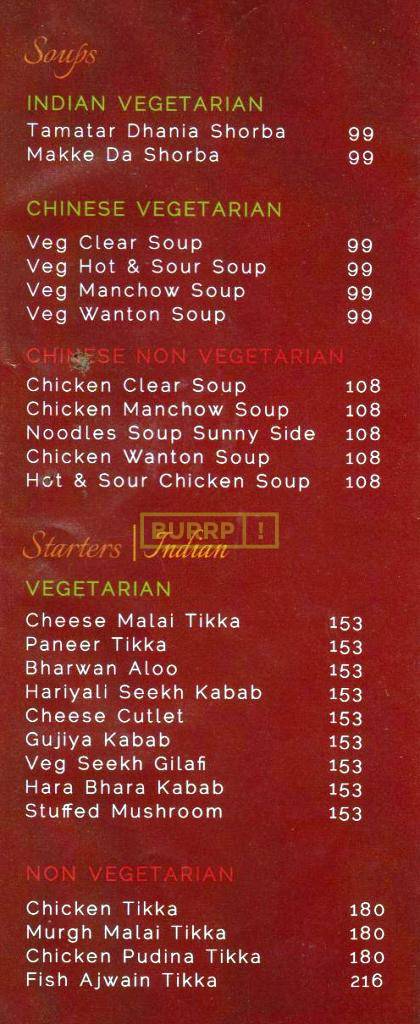 Soups
INDIAN VEGETARIAN
Tamatar Dhania Shorba 99
Makke Da Shorba 99
CHINESE VEGETARIAN
Veg Clear Soup 99
Veg Hot & Sour Soup 99
Veg Manchow Soup 99
Veg Wanton Soup 99
CHINESE NON VEGETARIAN
Chicken Clear Soup 108
Chicken Manchow Soup 108
Noodles Soup Sunny Side 108
Chicken Wanton Soup 108
Hot & Sour Chicken Soup 108
BURRP!
Starters | Indian
VEGETARIAN
Cheese Malai Tikka 153
Paneer Tikka 153
Bharwan Aloo 153
Hariyali Seekh Kabab 153
Cheese Cutlet 153
Gujiya Kabab 153
Veg Seekh Gilafi 153
Hara Bhara Kabab 153
Stuffed Mushroom 153
NON VEGETARIAN
Chicken Tikka 180
Murgh Malai Tikka 180
Chicken Pudina Tikka 180
Fish Ajwain Tikka 216